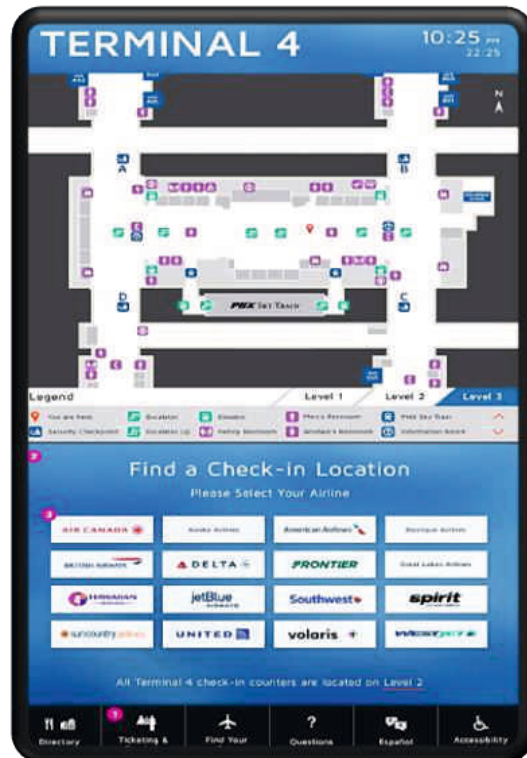 TERMINAL 4
10:25 PM
22:25
N
A
B
D
C
PHX SKY TRAIN
Legend
Level 1
Level 2
Level 3
You are here
Escalator
Elevator
Men's Restroom
PHX Sky Train
Security Checkpoint
Escalator Up
Family Restroom
Women's Restroom
Information Booth
2
Find a Check-in Location
Please Select Your Airline
3
AIR CANADA
Alaska Airlines
American Airlines
Boutique Airlines
BRITISH AIRWAYS
DELTA
FRONTIER
Great Lakes Airlines
HAWAIIAN
jetBlue
AIRWAYS
Southwest
spirit
suncountry airlines
UNITED
volaris
WESTJET
All Terminal 4 check-in counters are located on Level 2
1
Directory
Ticketing &
Find Your
Questions
Español
Accessibility